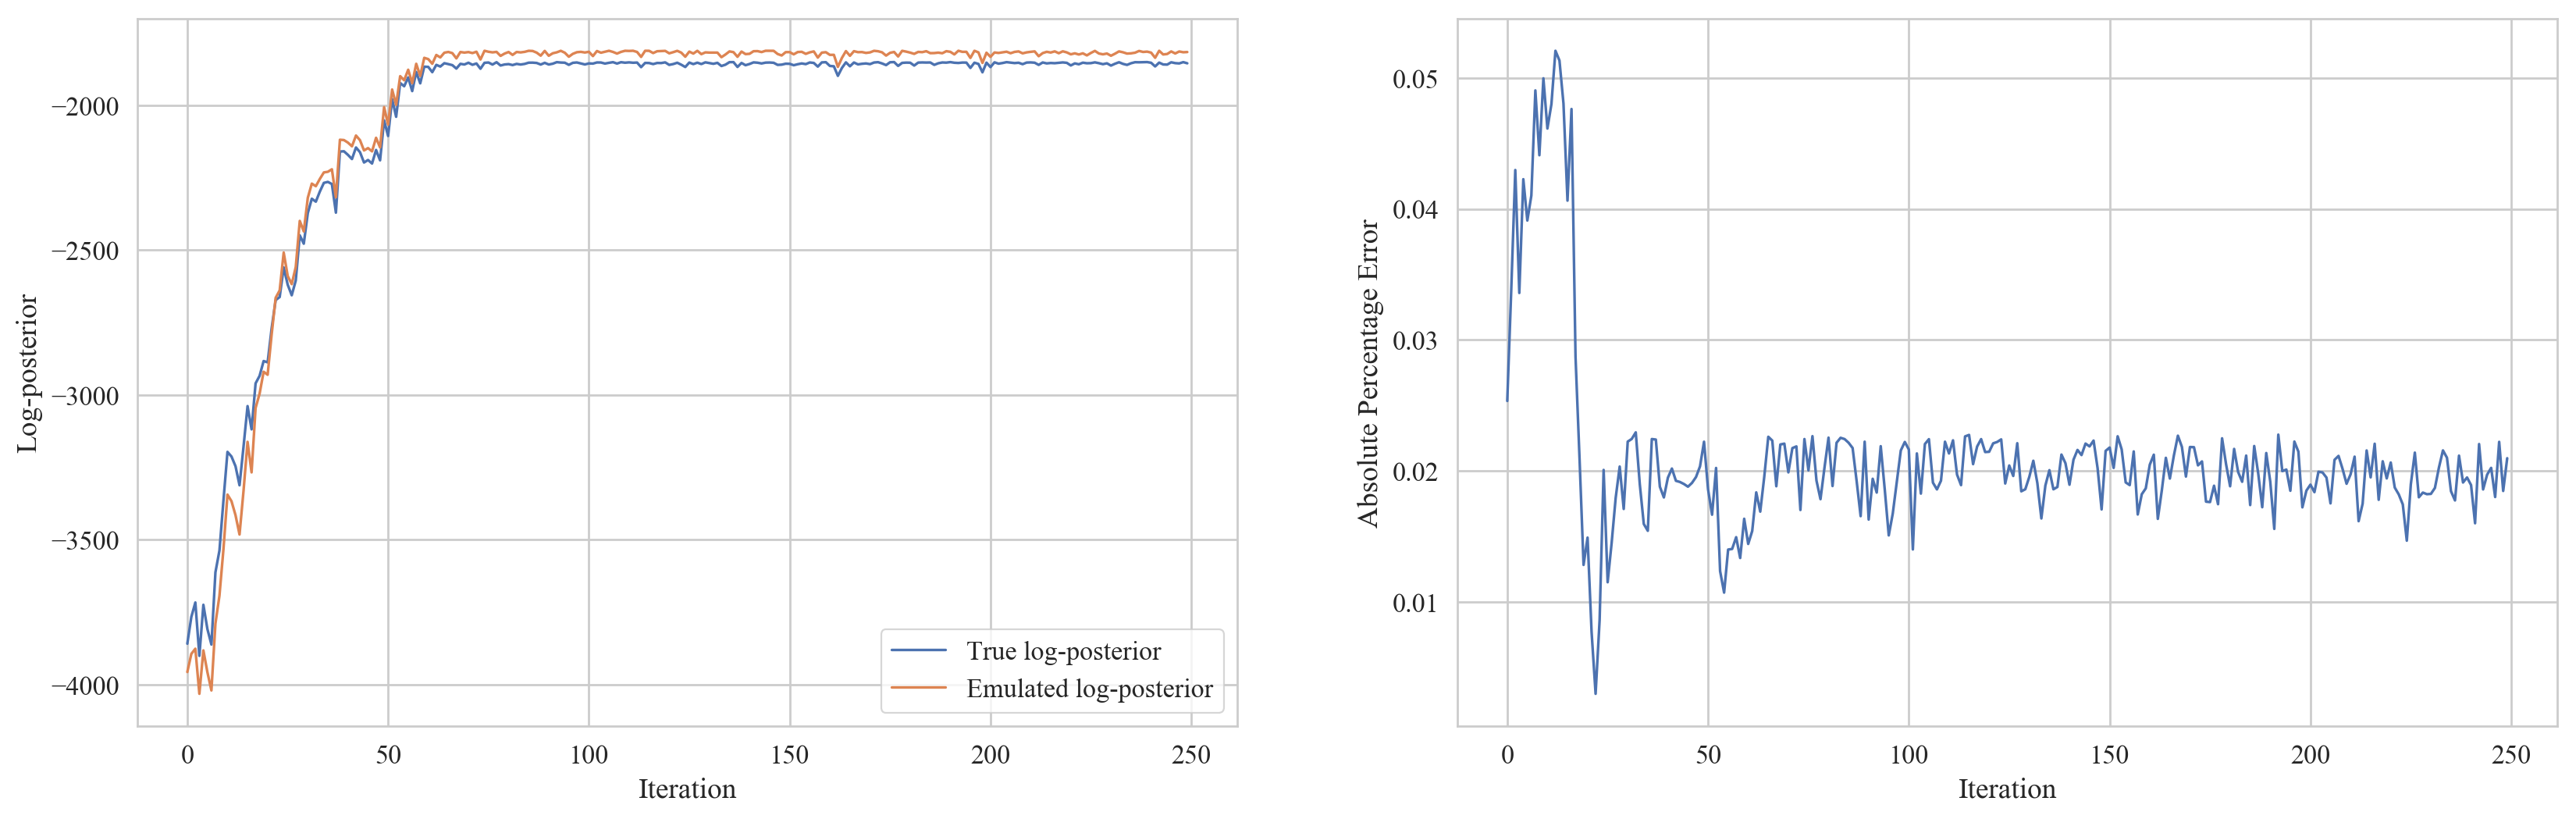 Log-posterior
−2000
−2500
−3000
−3500
−4000
True log-posterior
Emulated log-posterior
0 50 100 150 200 250
Iteration
Absolute Percentage Error
0.05
0.04
0.03
0.02
0.01
0 50 100 150 200 250
Iteration